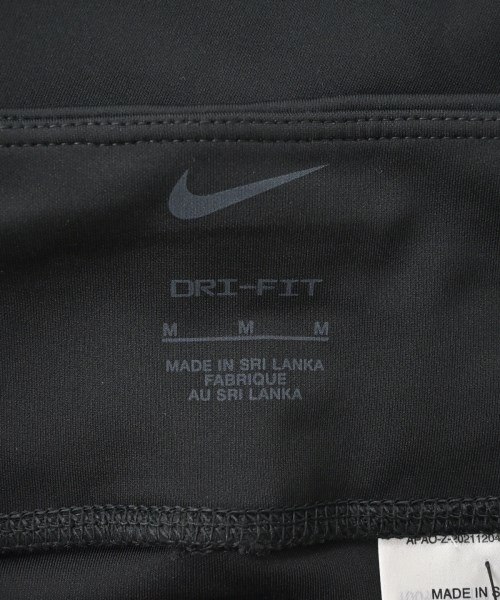 DRI-FIT
M M M
MADE IN SRI LANKA
FABRIQUE
AU SRI LANKA
MADE IN S